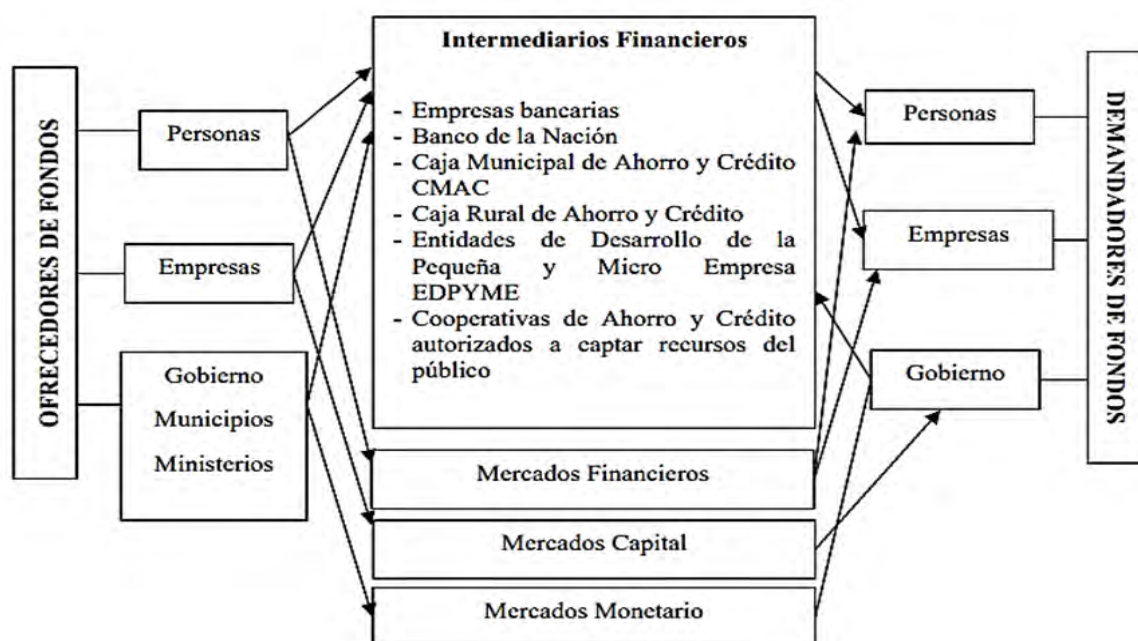 OFRECEDORES DE FONDOS
Personas
Empresas
Gobierno
Municipios
Ministerios
Intermediarios Financieros
- Empresas bancarias
- Banco de la Nación
- Caja Municipal de Ahorro y Crédito
CMAC
- Caja Rural de Ahorro y Crédito
- Entidades de Desarrollo de la
Pequeña y Micro Empresa
EDPYME
- Cooperativas de Ahorro y Crédito
autorizados a captar recursos del
público
Mercados Financieros
Mercados Capital
Mercados Monetario
Personas
Empresas
Gobierno
DEMANDADORES DE FONDOS